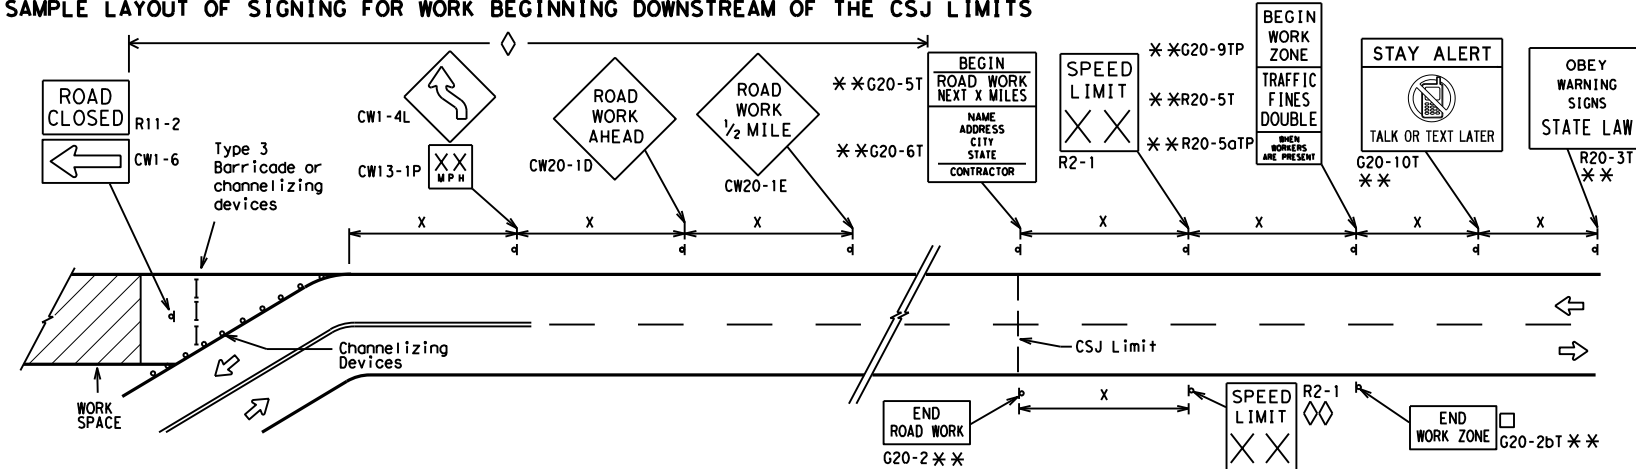 SAMPLE LAYOUT OF SIGNING FOR WORK BEGINNING DOWNSTREAM OF THE CSJ LIMITS
ROAD
CLOSED
R11-2
CW1-6
Type 3
Barricade or
channelizing
devices
CW1-4L
CW13-1P
XX
MPH
ROAD
WORK
AHEAD
CW20-1D
ROAD
WORK
1/2 MILE
CW20-1E
**G20-5T
**G20-6T
BEGIN
ROAD WORK
NEXT X MILES
NAME
ADDRESS
CITY
STATE
CONTRACTOR
SPEED
LIMIT
XX
R2-1
**G20-9TP
**R20-5T
**R20-5aTP
BEGIN
WORK
ZONE
TRAFFIC
FINES
DOUBLE
WHEN
WORKERS
ARE PRESENT
STAY ALERT
TALK OR TEXT LATER
G20-10T
**
OBEY
WARNING
SIGNS
STATE LAW
R20-3T
**
X
X
X
X
X
X
X
Channelizing
Devices
WORK
SPACE
CSJ Limit
X
END
ROAD WORK
G20-2**
SPEED
LIMIT
XX
R2-1
END
WORK ZONE
G20-2bT **